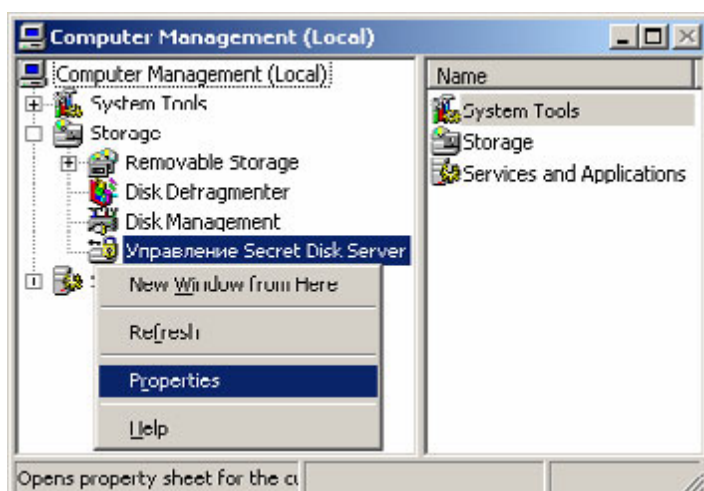 Computer Management (Local)
Computer Management (Local)
System Tools
Storage
Removable Storage
Disk Defragmenter
Disk Management
Управление Secret Disk Server
New Window from Here
Refresh
Properties
Help
Name
System Tools
Storage
Services and Applications
Opens property sheet for the cu